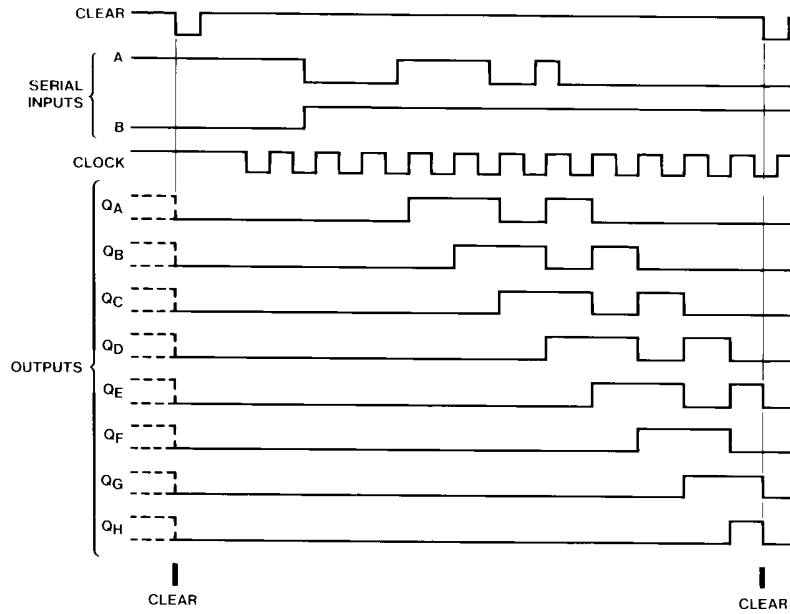 CLEAR
SERIAL
INPUTS
A
B
CLOCK
OUTPUTS
QA
QB
QC
QD
QE
QF
QG
QH
CLEAR
CLEAR